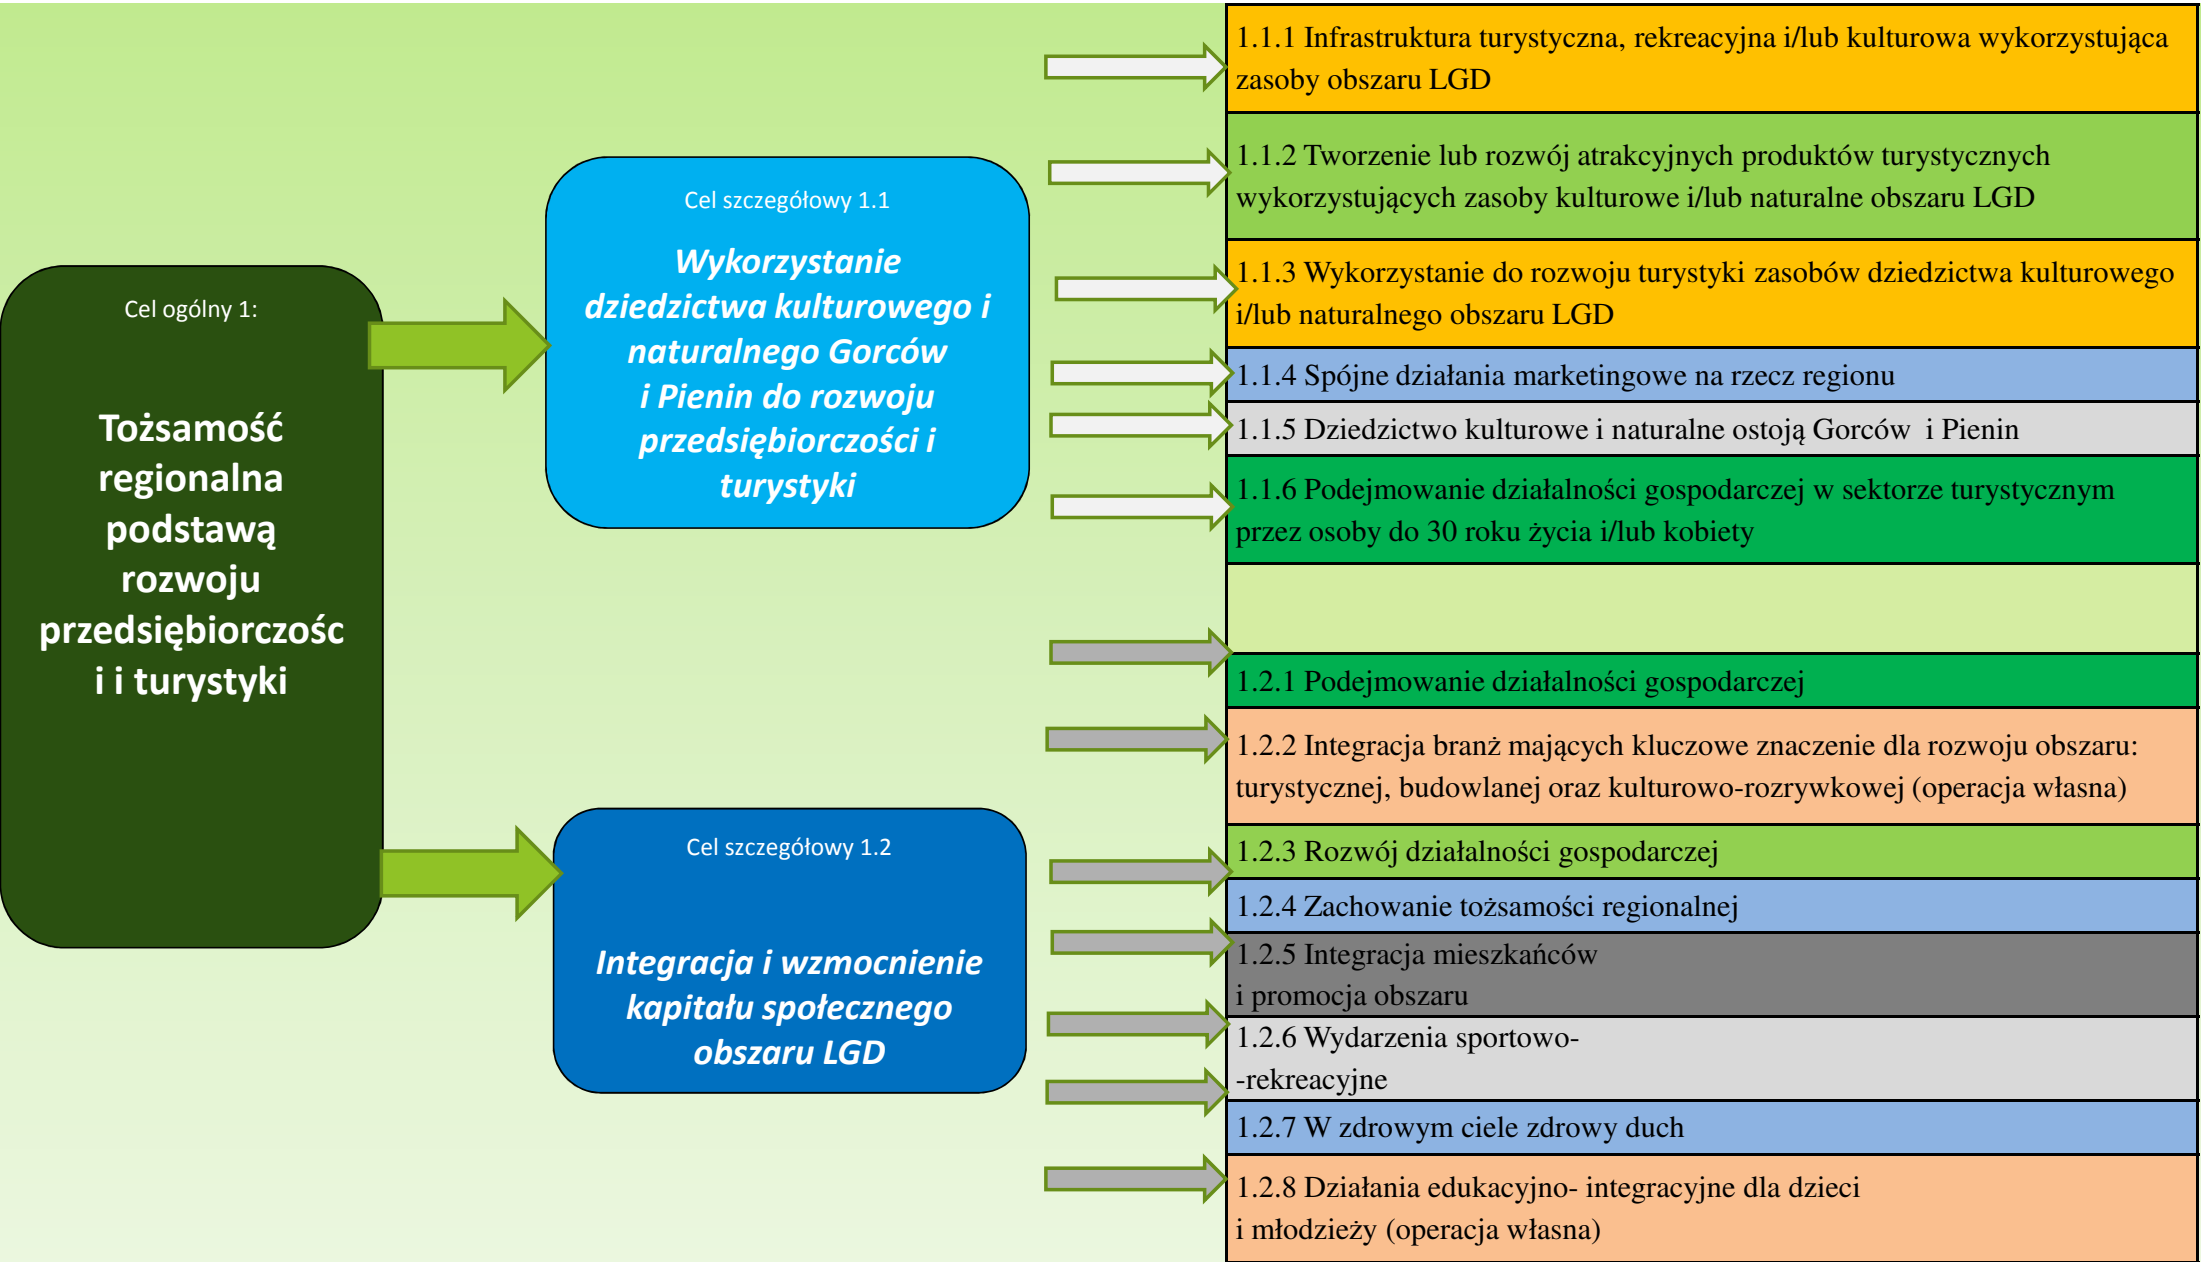 Cel ogólny 1:
Tożsamość
regionalna
podstawą
rozwoju
przedsiębiorczośc
i i turystyki
Cel szczegółowy 1.1
Wykorzystanie
dziedzictwa kulturowego i
naturalnego Gorców
i Pienin do rozwoju
przedsiębiorczości i
turystyki
Cel szczegółowy 1.2
Integracja i wzmocnienie
kapitału społecznego
obszaru LGD
1.1.1 Infrastruktura turystyczna, rekreacyjna i/lub kulturowa wykorzystująca
zasoby obszaru LGD
1.1.2 Tworzenie lub rozwój atrakcyjnych produktów turystycznych
wykorzystujących zasoby kulturowe i/lub naturalne obszaru LGD
1.1.3 Wykorzystanie do rozwoju turystyki zasobów dziedzictwa kulturowego
i/lub naturalnego obszaru LGD
1.1.4 Spójne działania marketingowe na rzecz regionu
1.1.5 Dziedzictwo kulturowe i naturalne ostoją Gorców  i Pienin
1.1.6 Podejmowanie działalności gospodarczej w sektorze turystycznym
przez osoby do 30 roku życia i/lub kobiety
1.2.1 Podejmowanie działalności gospodarczej
1.2.2 Integracja branż mających kluczowe znaczenie dla rozwoju obszaru:
turystycznej, budowlanej oraz kulturowo-rozrywkowej (operacja własna)
1.2.3 Rozwój działalności gospodarczej
1.2.4 Zachowanie tożsamości regionalnej
1.2.5 Integracja mieszkańców
i promocja obszaru
1.2.6 Wydarzenia sportowo-
-rekreacyjne
1.2.7 W zdrowym ciele zdrowy duch
1.2.8 Działania edukacyjno- integracyjne dla dzieci
i młodzieży (operacja własna)